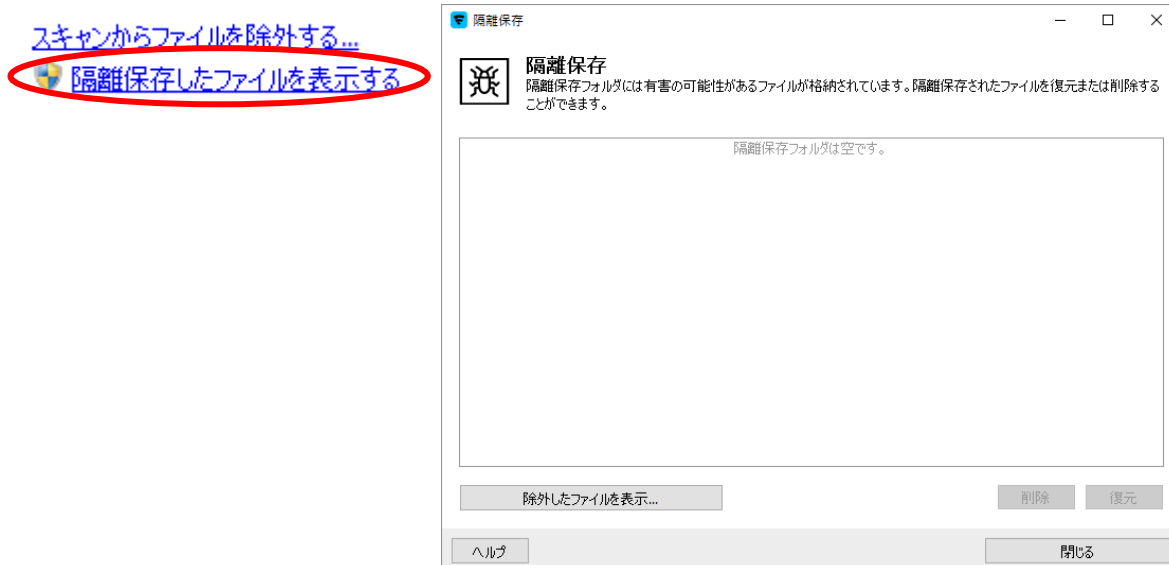 スキャンからファイルを除外する...
隔離保存したファイルを表示する
隔離保存
隔離保存
隔離保存フォルダには有害の可能性があるファイルが格納されています。隔離保存されたファイルを復元または削除する
ことができます。
隔離保存フォルダは空です。
除外したファイルを表示...
削除
復元
ヘルプ
閉じる